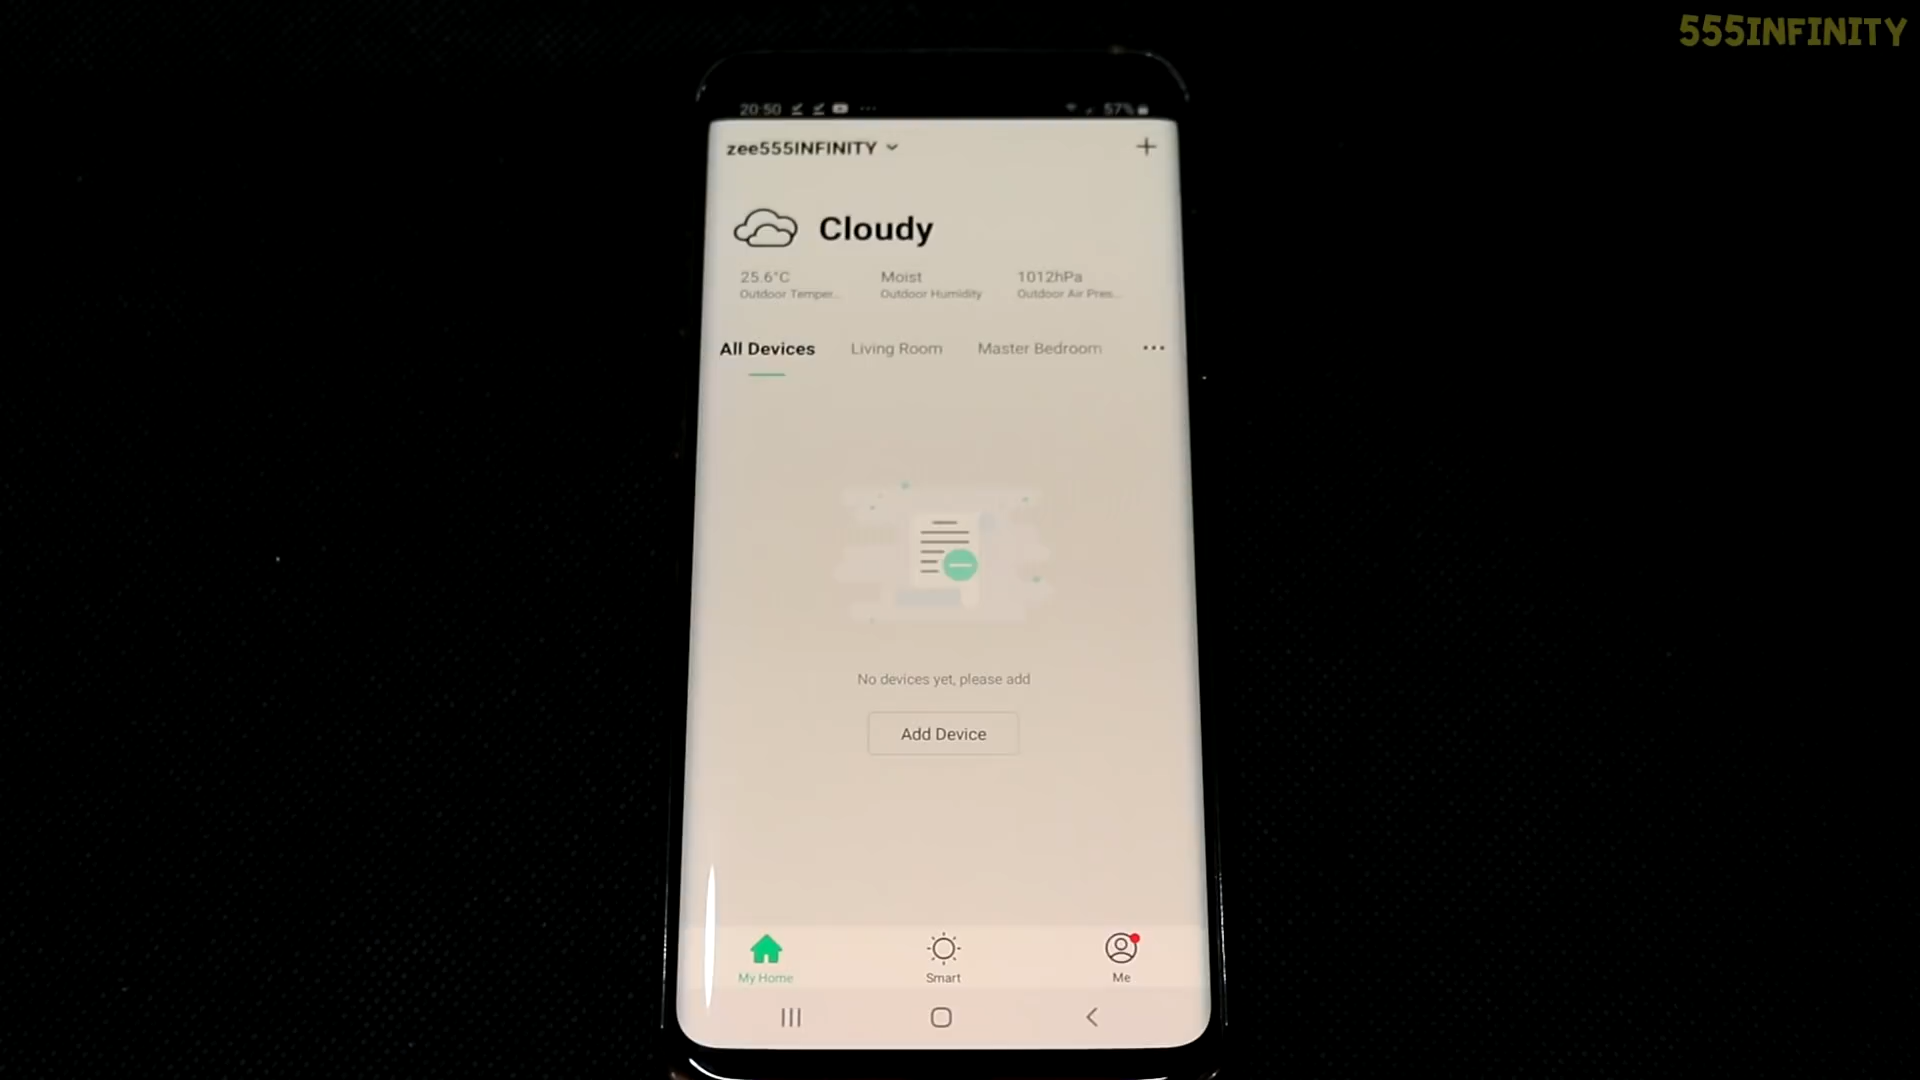 555INFINITY
20:50
57%
zee555INFINITY
Cloudy
25.6°C Moist 1012hPa
Outdoor Temper... Outdoor Humidity Outdoor Air Pres...
All Devices Living Room Master Bedroom
No devices yet, please add
Add Device
My Home Smart Me